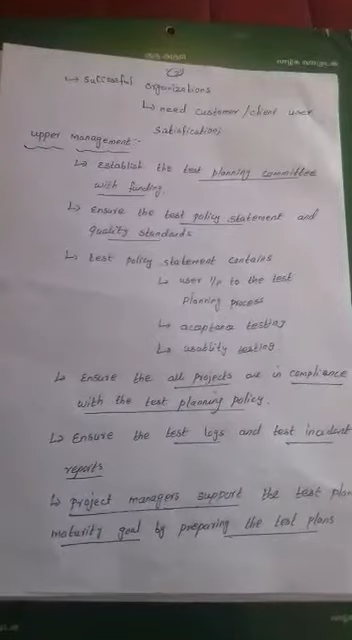 ↳ successful organizations
↳ need customer/client user
satisfication)
upper management:-
↳ Establish the test planning committee
with funding.
↳ Ensure the test policy statement and
quality standards
↳ test policy statement contains
↳ user i/p to the test
planning process
↳ acaptance testing
↳ usablity testing
↳ Ensure the all projects are in compliance
with the test planning policy.
↳ Ensure the test logs and test incident
reports
↳ Project managers support the test plan
maturity goal by preparing the test plans